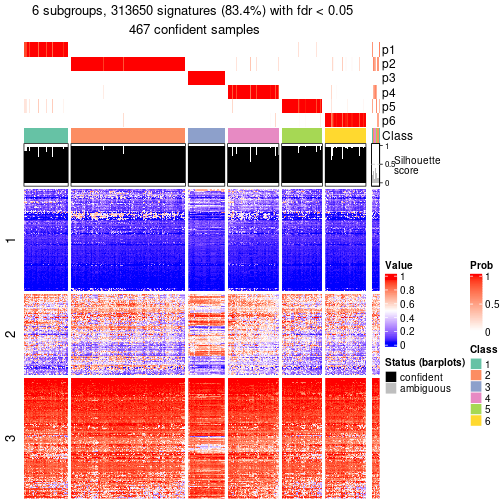 6 subgroups, 313650 signatures (83.4%) with fdr < 0.05
467 confident samples
p1
p2
p3
p4
p5
p6
Class
1
0.5
0
Silhouette
score
1
2
3
Value
1
0.8
0.6
0.4
0.2
0
Status (barplots)
confident
ambiguous
Prob
1
0.5
0
Class
1
2
3
4
5
6